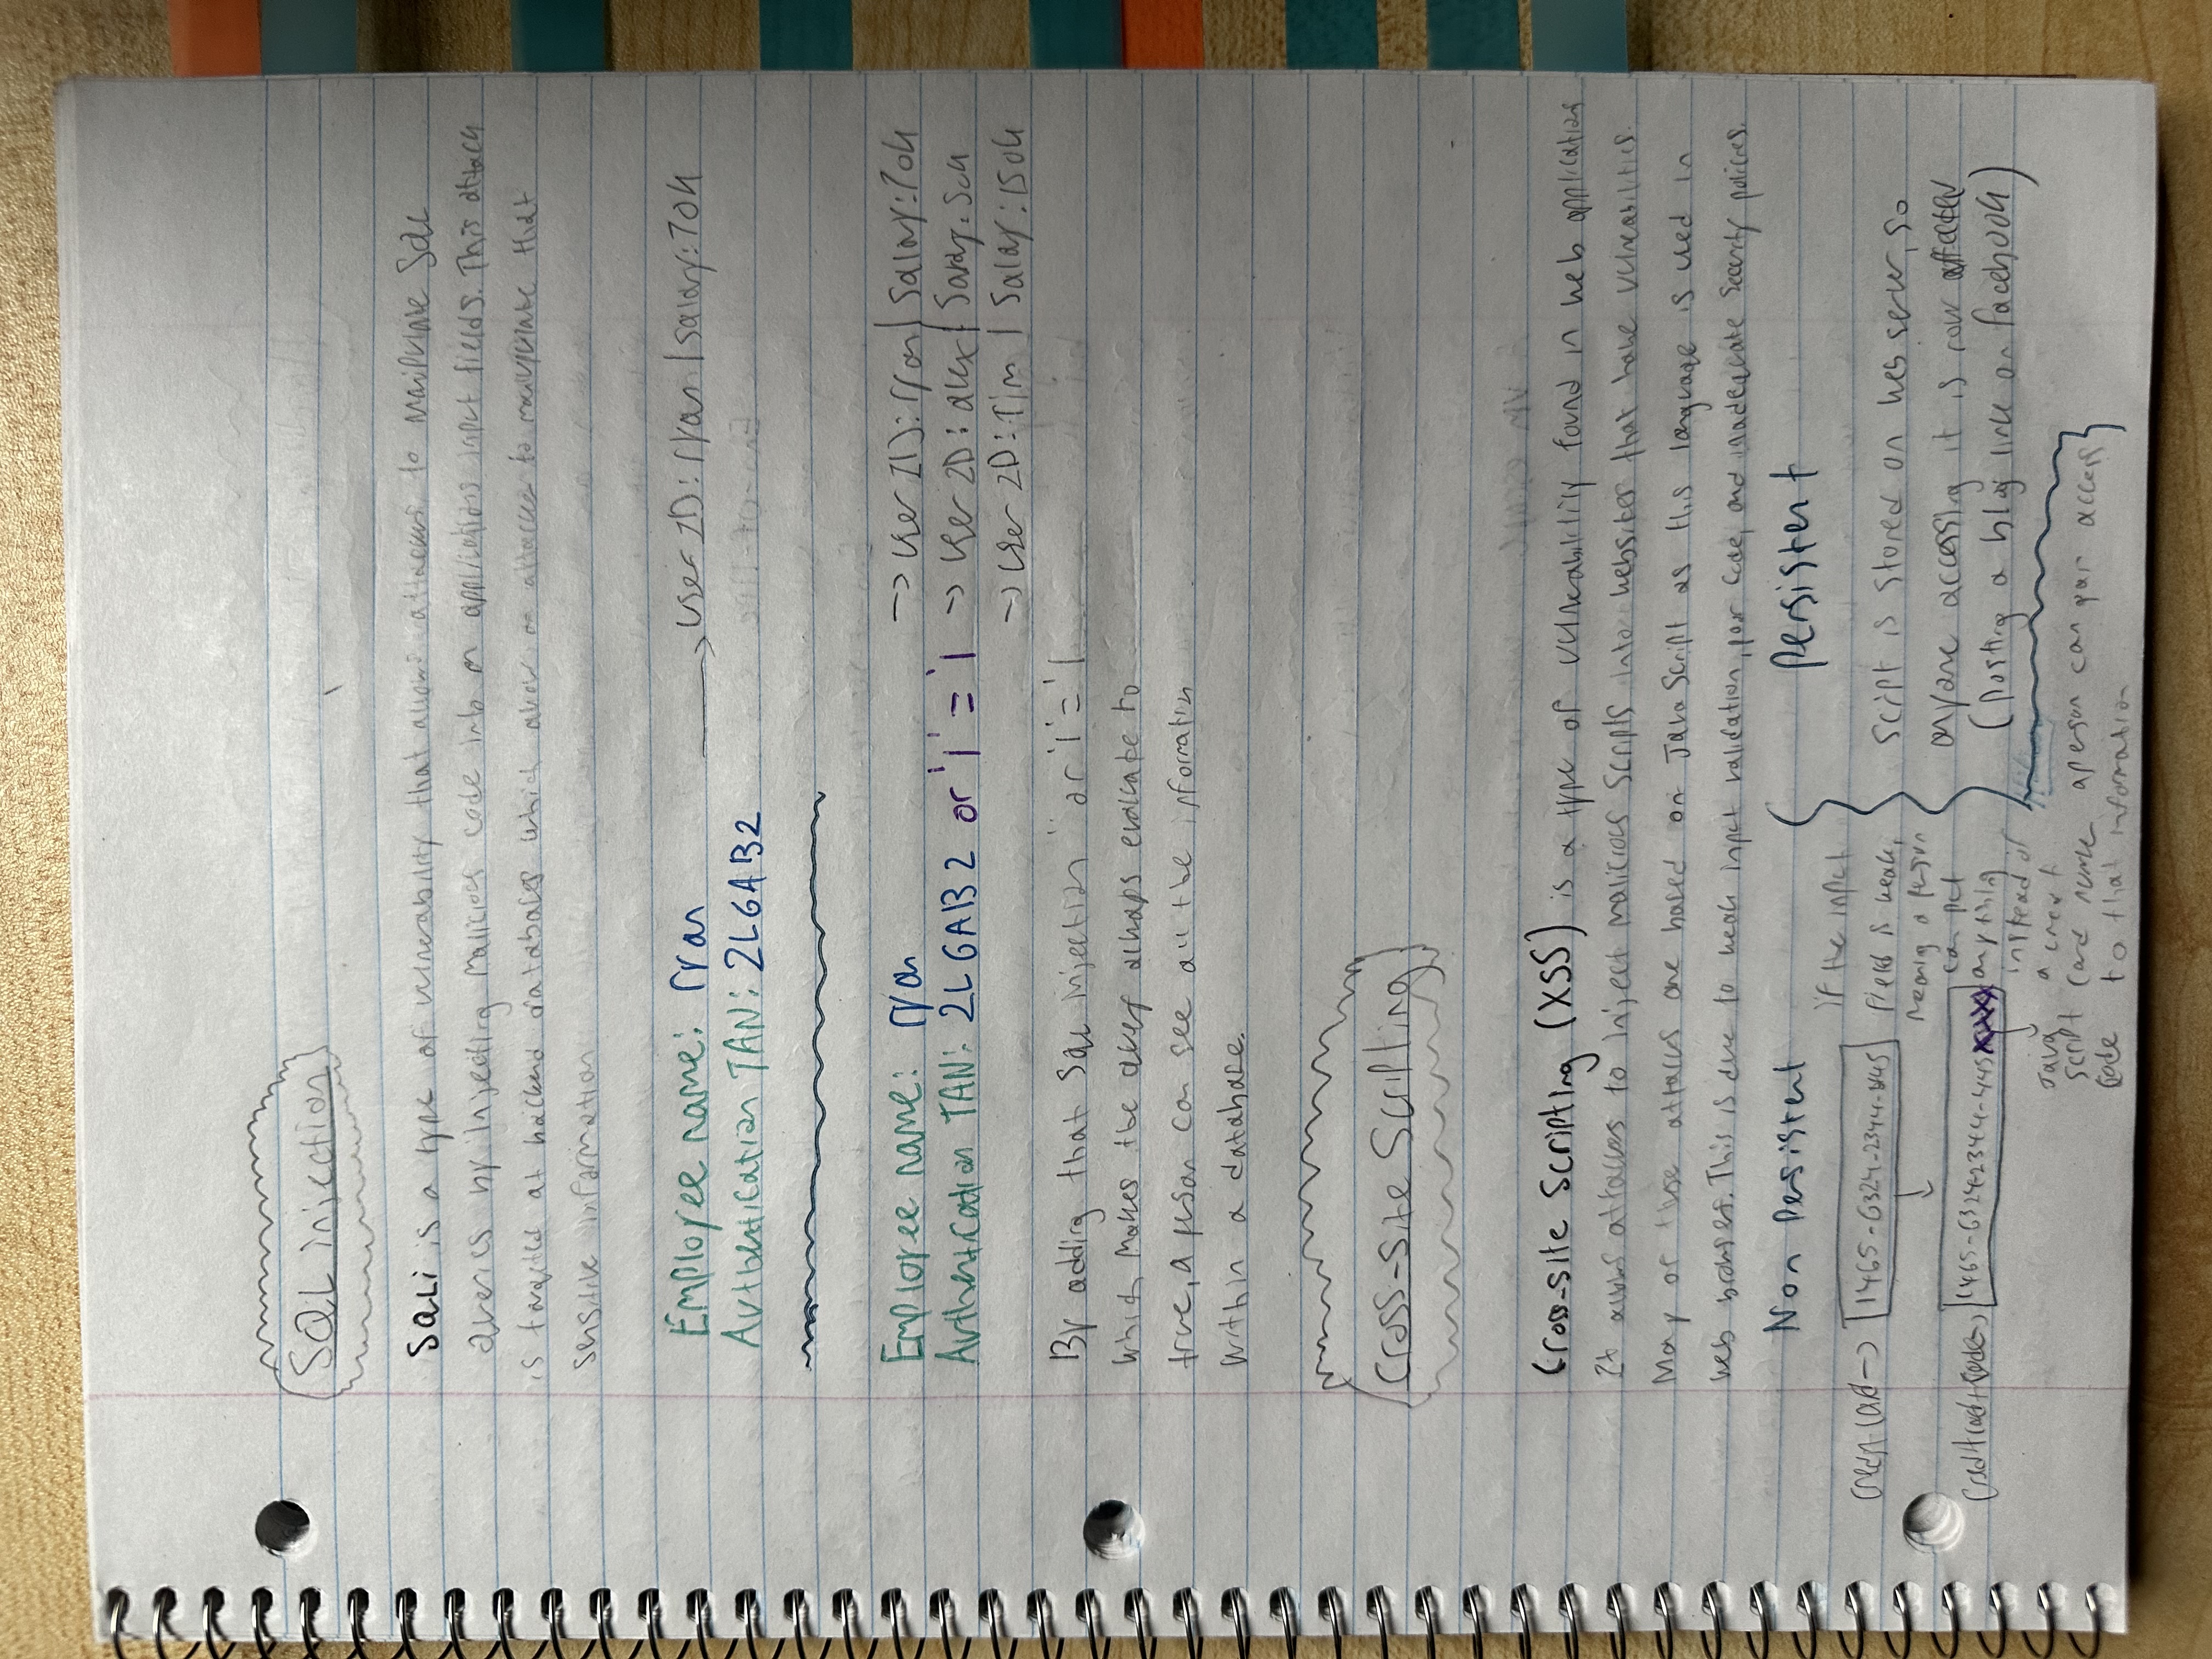 SQL injection
SQLi is a type of vulnerability that allows attackers to manipulate SQL
queries by injecting malicious code into an applications input fields. This attack
is targeted at backend databases which allow an attacker to manipulate that
sensitive information
Employee name: ryan → User ID: ryan | Salary: 70k
Authentication TAN: 2LGAB2
Employee name: ryan → User ID: ryan | Salary: 70k
Authentication TAN: 2LGAB2 or '1' = '1 → User ID: alex | Salary: 50k
→ User ID: Tim | Salary: 150k
By adding that SQL injection " or '1' = '1
which makes the query always evaluate to
true, a person can see all the information
within a database.
Cross-site Scripting
Cross-site Scripting (XSS) is a type of vulnerability found in web applications
It allows attackers to inject malicious scripts into websites that have vulnerabilities.
Many of these attacks are based on JavaScript as this language is used in
web browsers. This is due to weak input validation, poor code, and inadequate security policies.
Non Persistent
Credit card → 1465-6324-2344-
Credit card + code → 1465-6324-2344-445xxx
Java
Script
Code
if the input
field is weak,
meaning a person
can put
anything
instead of
a credit
card number a person can gain access
to that information
Persistent
Script is stored on web server, so
anyone accessing it is now affected
(posting a blog link on facebook)